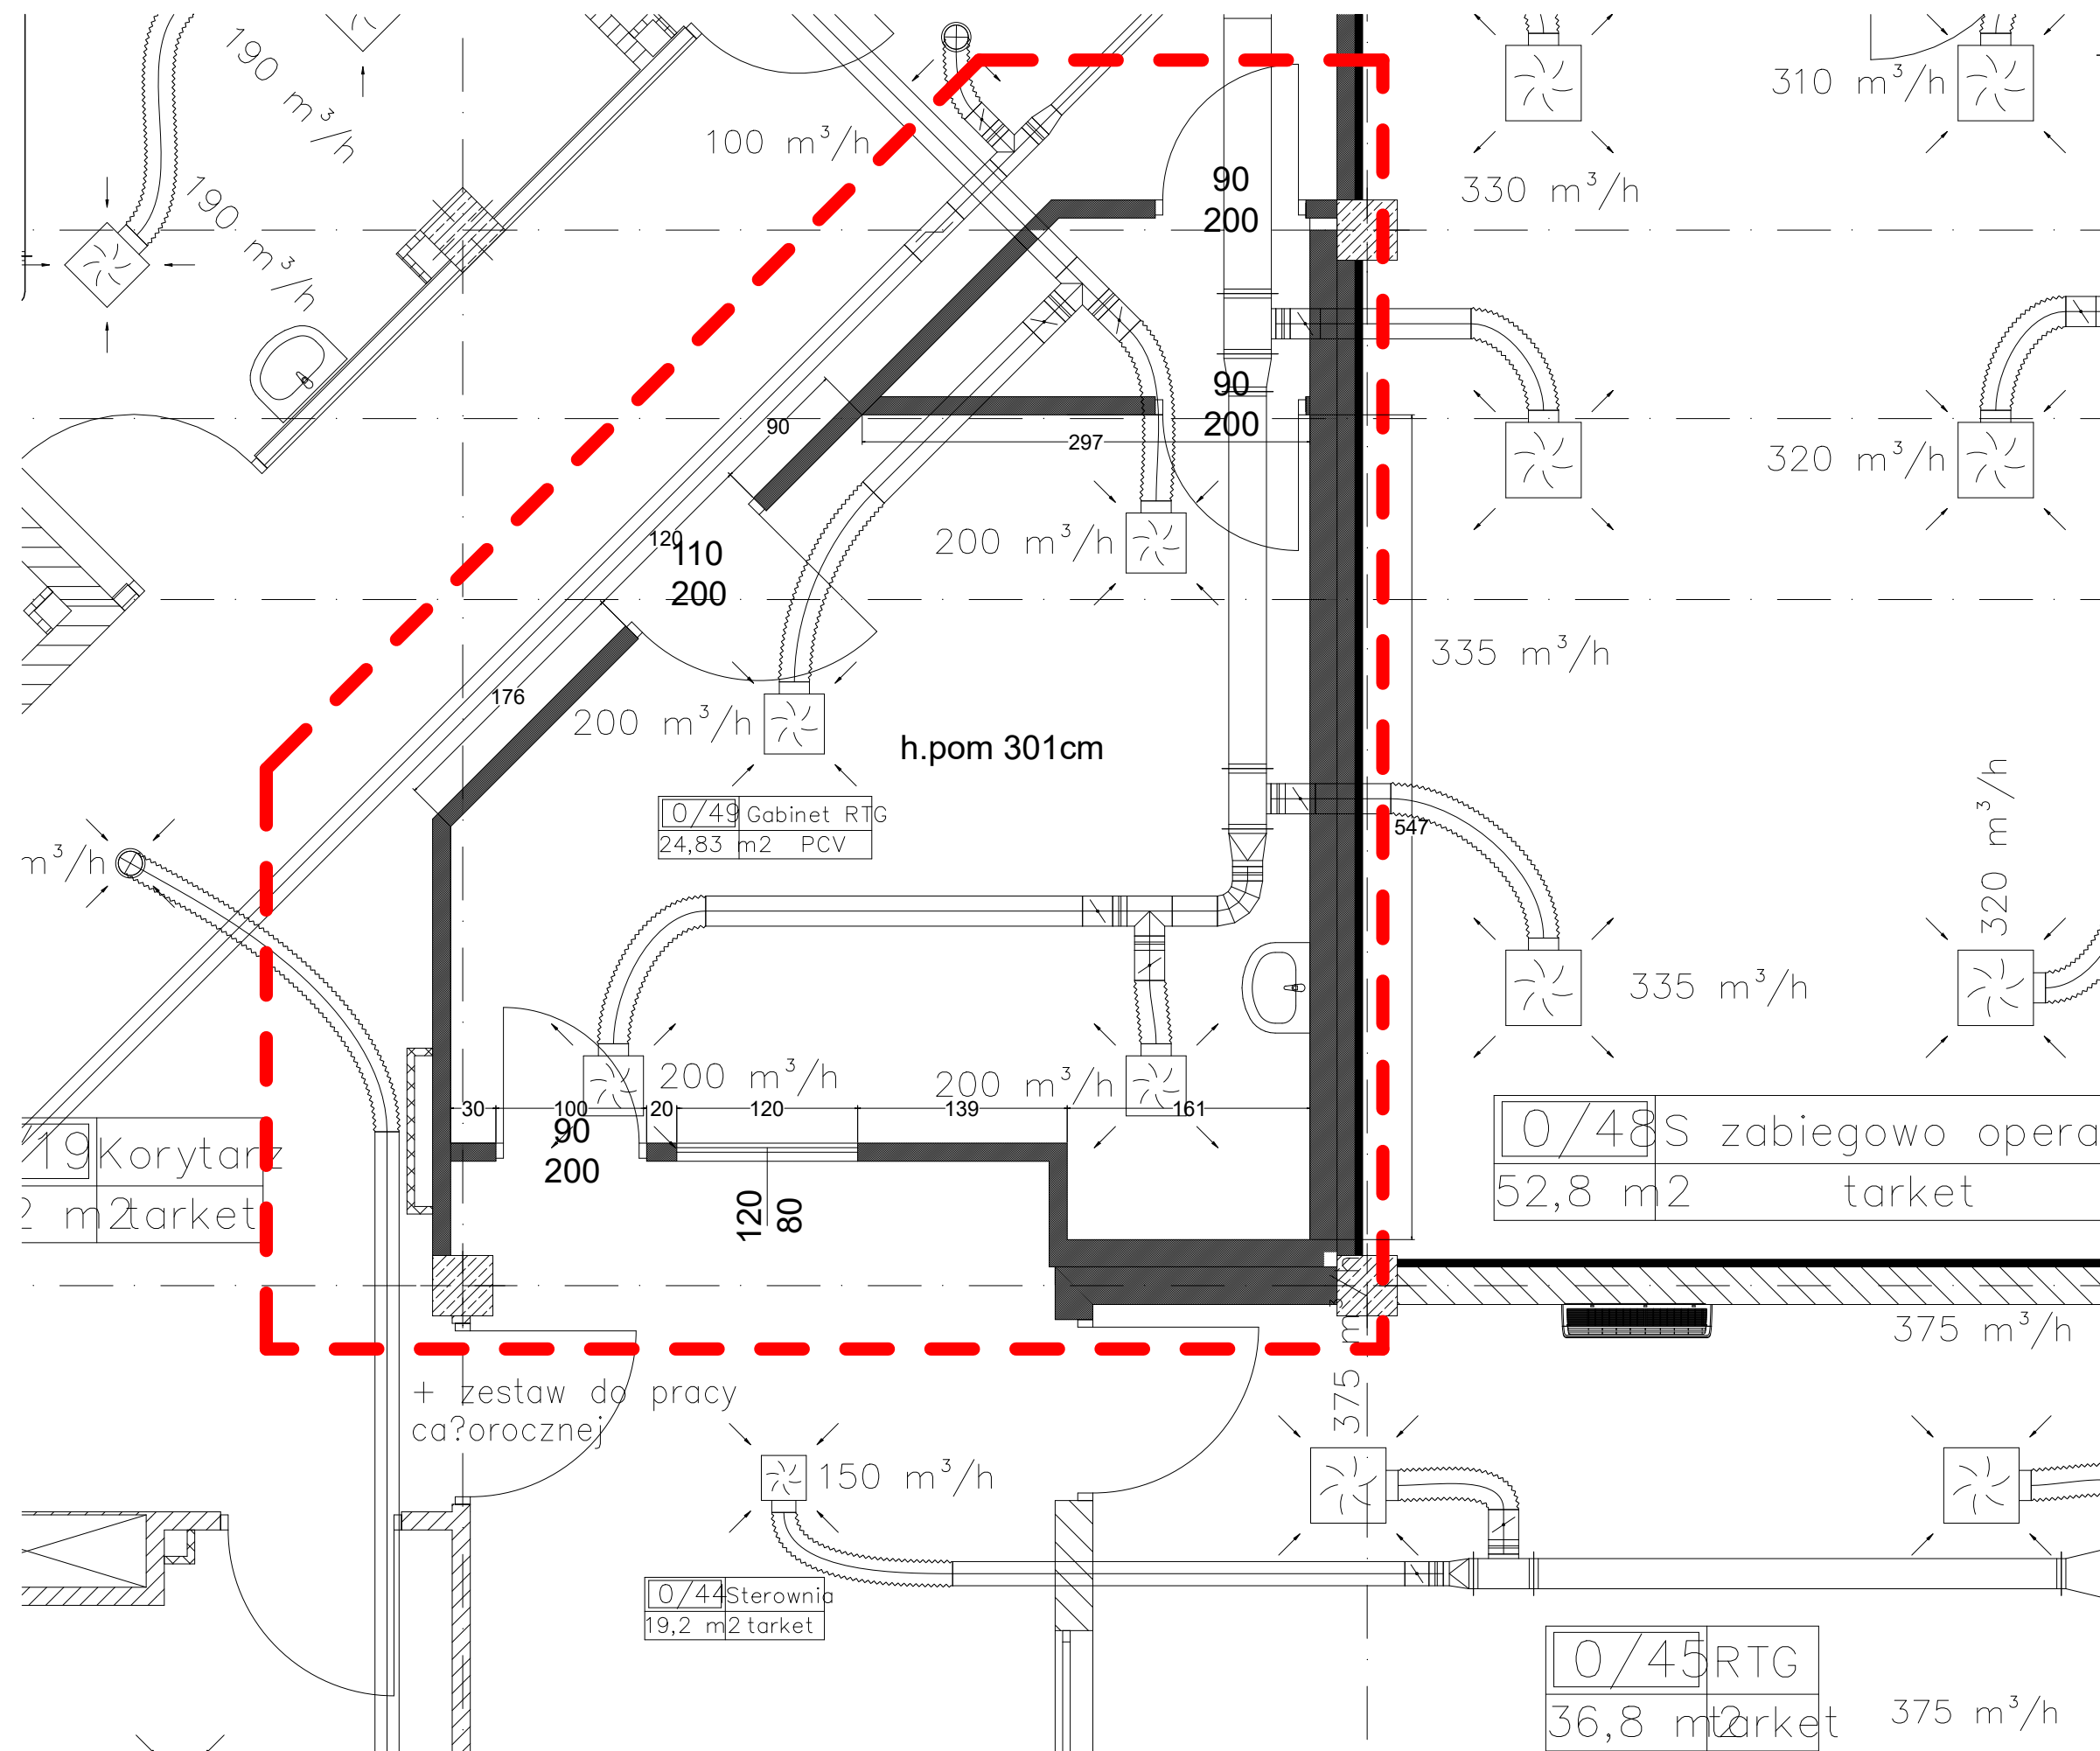 190 m³/h
190 m³/h
100 m³/h
310 m³/h
330 m³/h
90
200
90
200
90
297
320 m³/h
200 m³/h
120
110
200
335 m³/h
176
200 m³/h
h.pom 301cm
0/49 Gabinet RTG
24,83 m2 PCV
547
320 m³/h
m³/h
335 m³/h
200 m³/h
200 m³/h
30
100
20
120
139
161
90
200
120
80
19 Korytarz
2 m2 tarket
0/48 S zabiegowo opera
52,8 m2 tarket
375 m³/h
375 m³/h
+ zestaw do pracy
ca?orocznej
150 m³/h
0/44 Sterownia
19,2 m2 tarket
0/45 RTG
36,8 m2 tarket
375 m³/h